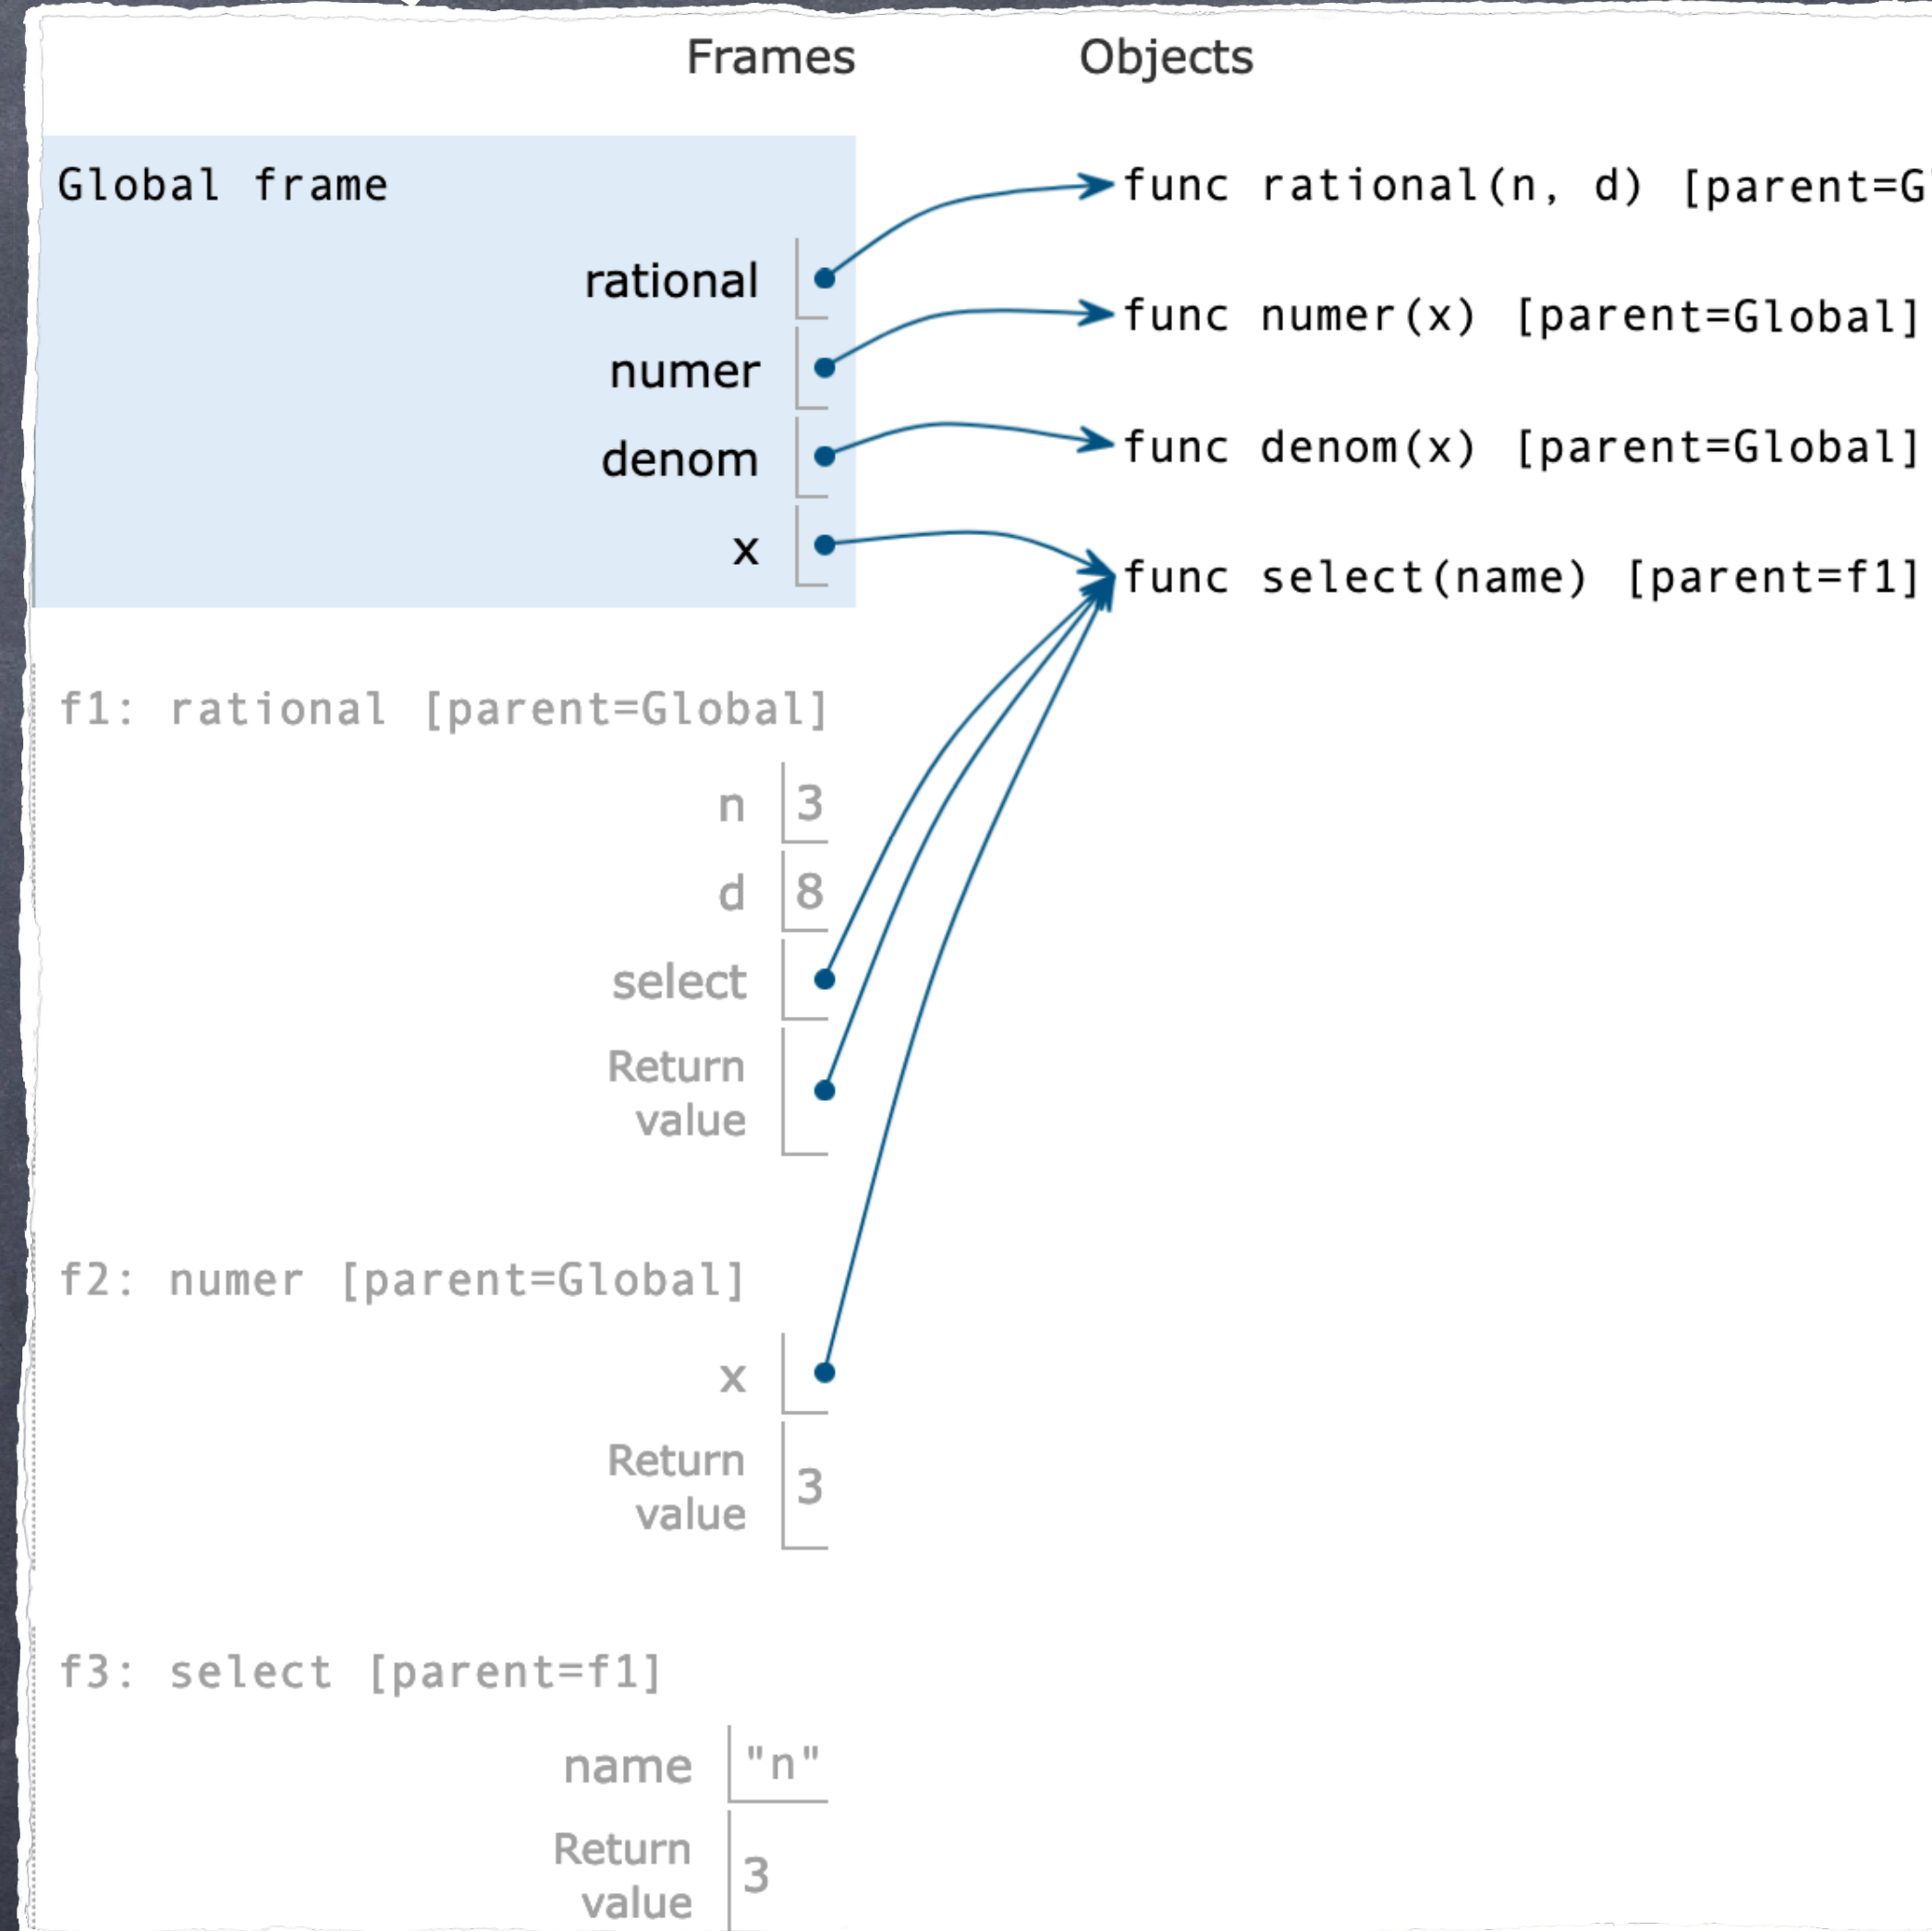 Frames Objects
Global frame func rational(n, d) [parent=G
rational
numer func numer(x) [parent=Global]
denom func denom(x) [parent=Global]
x func select(name) [parent=f1]
f1: rational [parent=Global]
n 3
d 8
select
Return
value
f2: numer [parent=Global]
x
Return
value 3
f3: select [parent=f1]
name "n"
Return
value 3